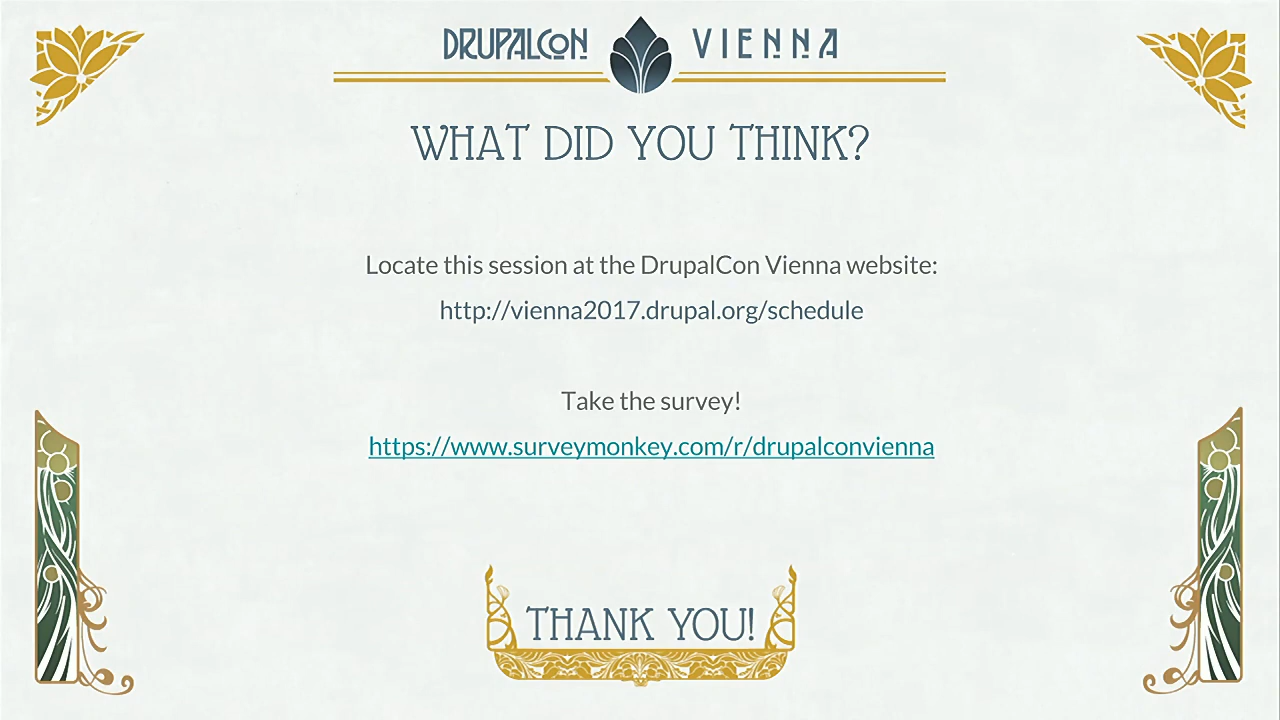 DRUPALCON VIENNA
WHAT DID YOU THINK?
Locate this session at the DrupalCon Vienna website:
http://vienna2017.drupal.org/schedule
Take the survey!
https://www.surveymonkey.com/r/drupalconvienna
THANK YOU!